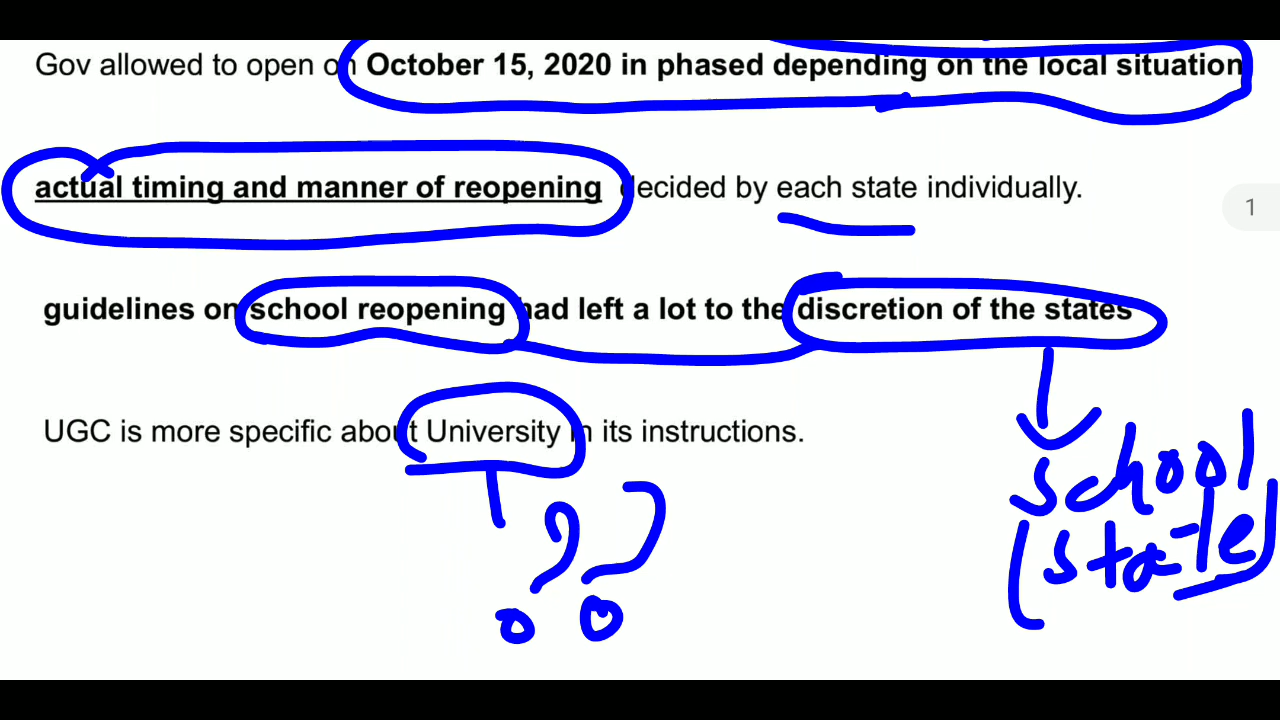 Gov allowed to open on October 15, 2020 in phased depending on the local situation
actual timing and manner of reopening decided by each state individually.
1
guidelines on school reopening had left a lot to the discretion of the states
UGC is more specific about University in its instructions.
??
school
(state)